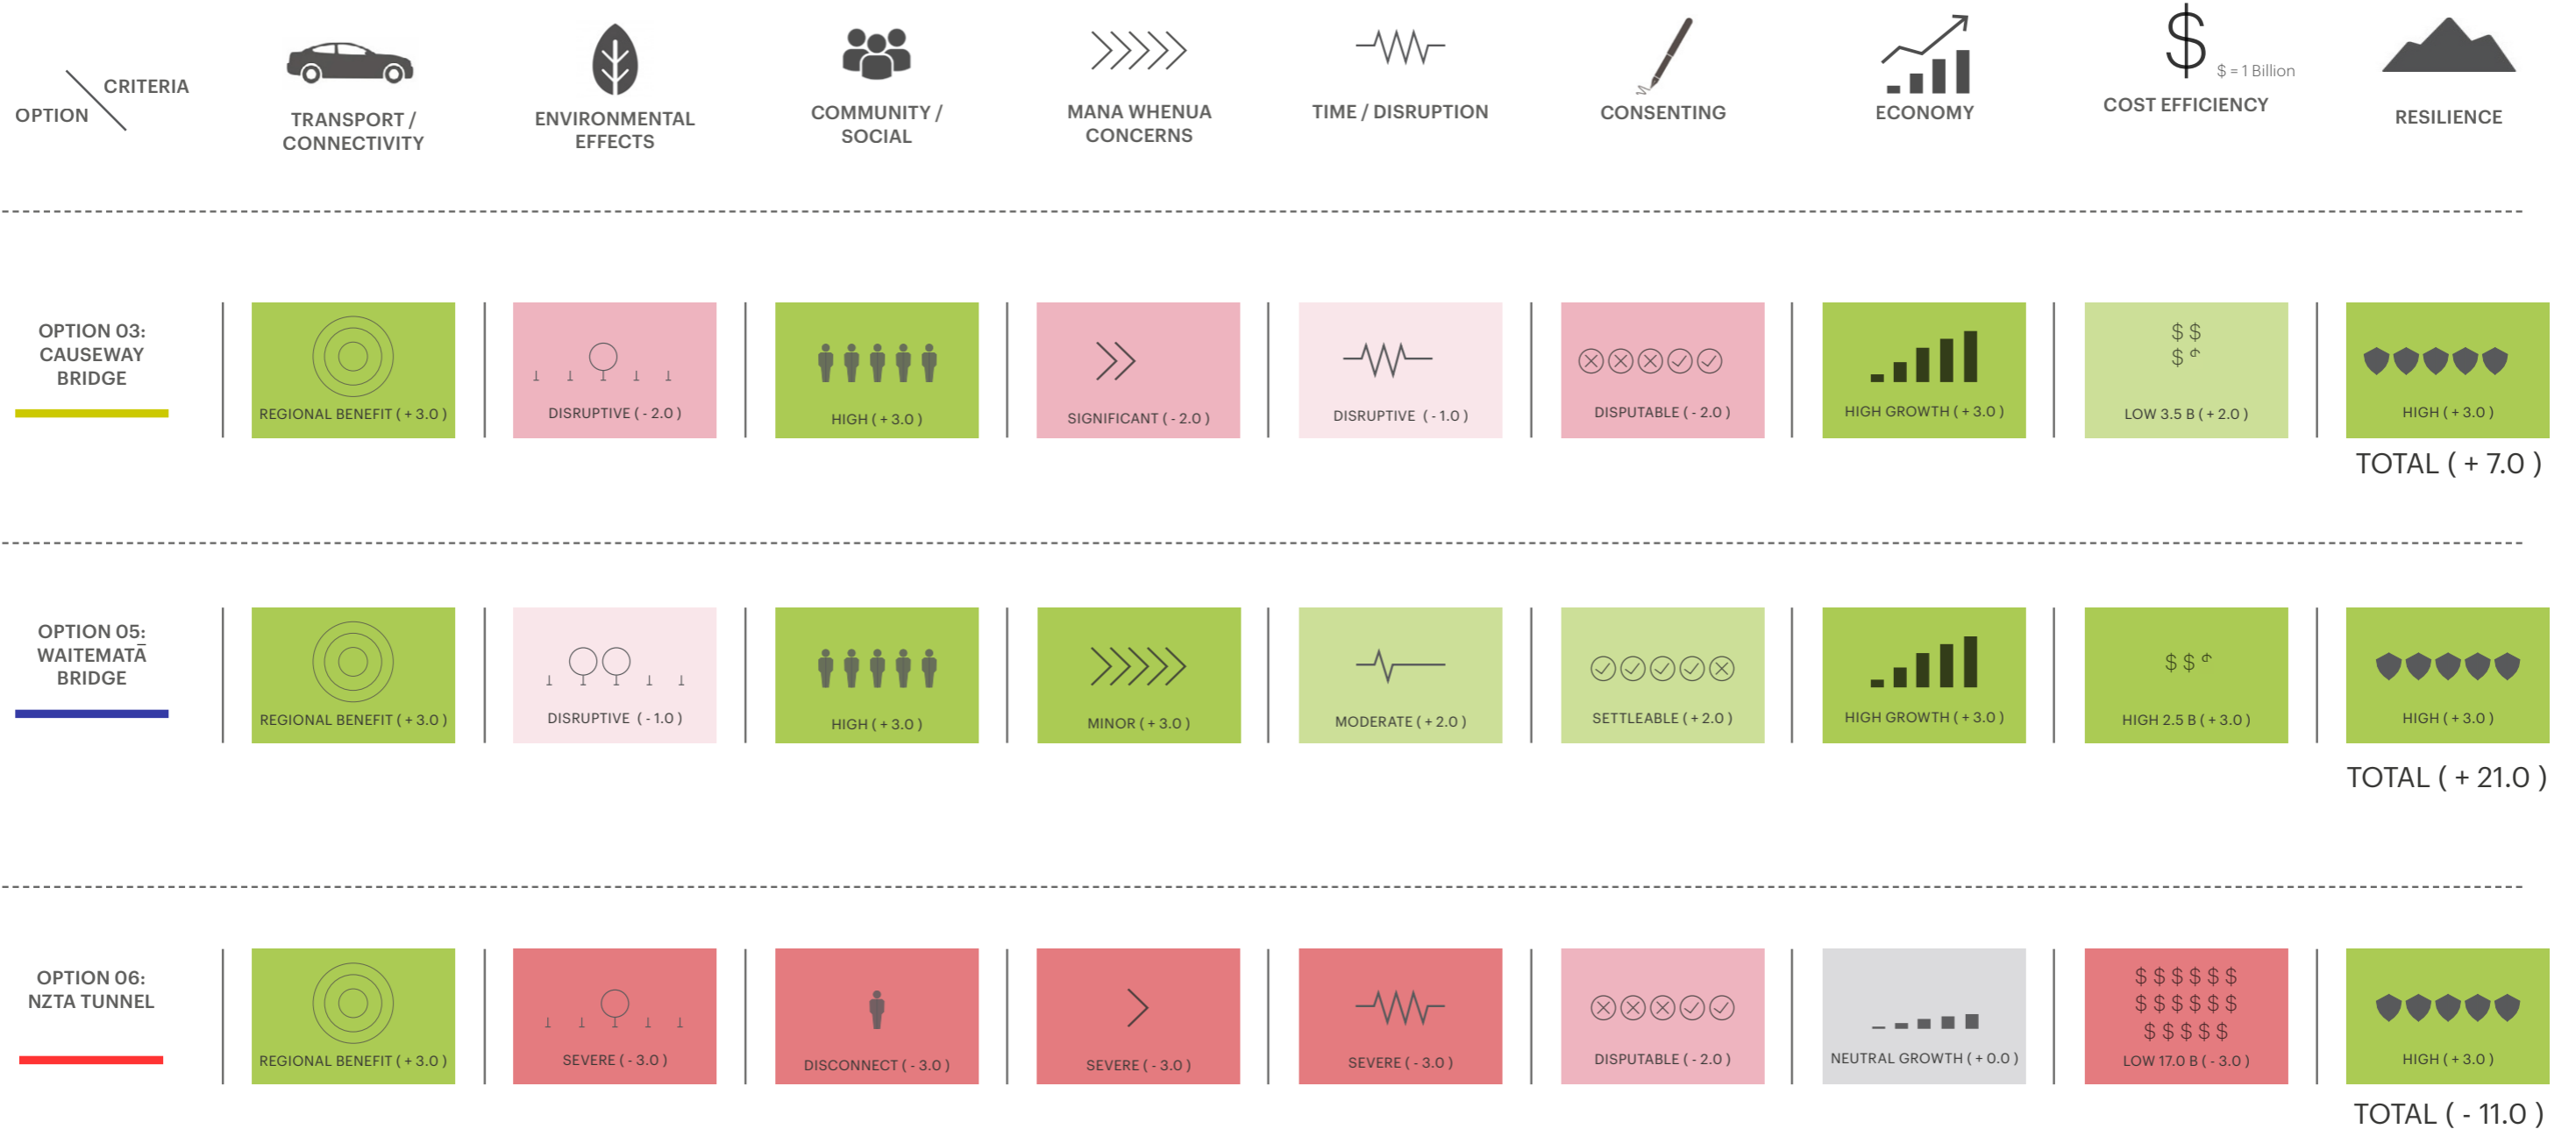 CRITERIA
OPTION
TRANSPORT /
CONNECTIVITY
ENVIRONMENTAL
EFFECTS
COMMUNITY /
SOCIAL
MANA WHENUA
CONCERNS
TIME / DISRUPTION
CONSENTING
ECONOMY
$
$ = 1 Billion
COST EFFICIENCY
RESILIENCE
OPTION 03:
CAUSEWAY
BRIDGE
REGIONAL BENEFIT ( + 3.0 )
DISRUPTIVE ( - 2.0 )
HIGH ( + 3.0 )
SIGNIFICANT ( - 2.0 )
DISRUPTIVE ( - 1.0 )
DISPUTABLE ( - 2.0 )
HIGH GROWTH ( + 3.0 )
$ $
$
LOW 3.5 B ( + 2.0 )
HIGH ( + 3.0 )
TOTAL ( + 7.0 )
OPTION 05:
WAITEMATĀ
BRIDGE
REGIONAL BENEFIT ( + 3.0 )
DISRUPTIVE ( - 1.0 )
HIGH ( + 3.0 )
MINOR ( + 3.0 )
MODERATE ( + 2.0 )
SETTLEABLE ( + 2.0 )
HIGH GROWTH ( + 3.0 )
$ $
HIGH 2.5 B ( + 3.0 )
HIGH ( + 3.0 )
TOTAL ( + 21.0 )
OPTION 06:
NZTA TUNNEL
REGIONAL BENEFIT ( + 3.0 )
SEVERE ( - 3.0 )
DISCONNECT ( - 3.0 )
SEVERE ( - 3.0 )
SEVERE ( - 3.0 )
DISPUTABLE ( - 2.0 )
NEUTRAL GROWTH ( + 0.0 )
$ $ $ $ $ $
$ $ $ $ $ $
$ $ $ $ $
LOW 17.0 B ( - 3.0 )
HIGH ( + 3.0 )
TOTAL ( - 11.0 )